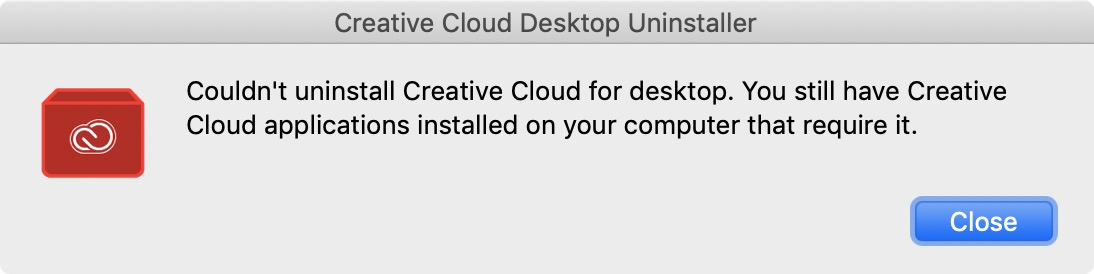 Creative Cloud Desktop Uninstaller
Couldn't uninstall Creative Cloud for desktop. You still have Creative
Cloud applications installed on your computer that require it.
Close